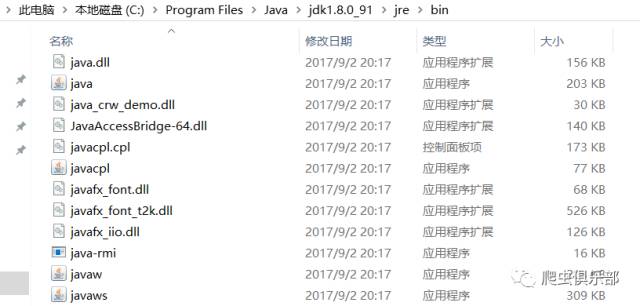 此电脑 > 本地磁盘 (C:) > Program Files > Java > jdk1.8.0_91 > jre > bin
名称 修改日期 类型 大小
java.dll 2017/9/2 20:17 应用程序扩展 156 KB
java 2017/9/2 20:17 应用程序 203 KB
java_crw_demo.dll 2017/9/2 20:17 应用程序扩展 30 KB
JavaAccessBridge-64.dll 2017/9/2 20:17 应用程序扩展 140 KB
javacpl.cpl 2017/9/2 20:17 控制面板项 173 KB
javacpl 2017/9/2 20:17 应用程序 77 KB
javafx_font.dll 2017/9/2 20:17 应用程序扩展 68 KB
javafx_font_t2k.dll 2017/9/2 20:17 应用程序扩展 526 KB
javafx_iio.dll 2017/9/2 20:17 应用程序扩展 126 KB
java-rmi 2017/9/2 20:17 应用程序 16 KB
javaw 2017/9/2 20:17 应用程序 KB
爬虫俱乐部
javaws 2017/9/2 20:17 应用程序 309 KB